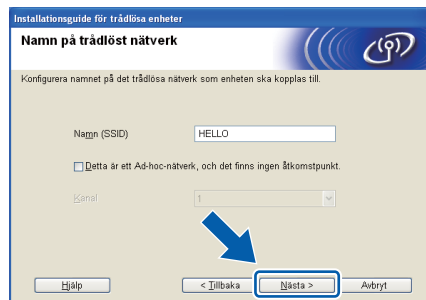 Installationsguide för trådlösa enheter
Namn på trådlöst nätverk
Konfigurera namnet på det trådlösa nätverk som enheten ska kopplas till.
Namn (SSID) HELLO
Detta är ett Ad-hoc-nätverk, och det finns ingen åtkomstpunkt.
Kanal 1
Hjälp < Tillbaka Nästa > Avbryt